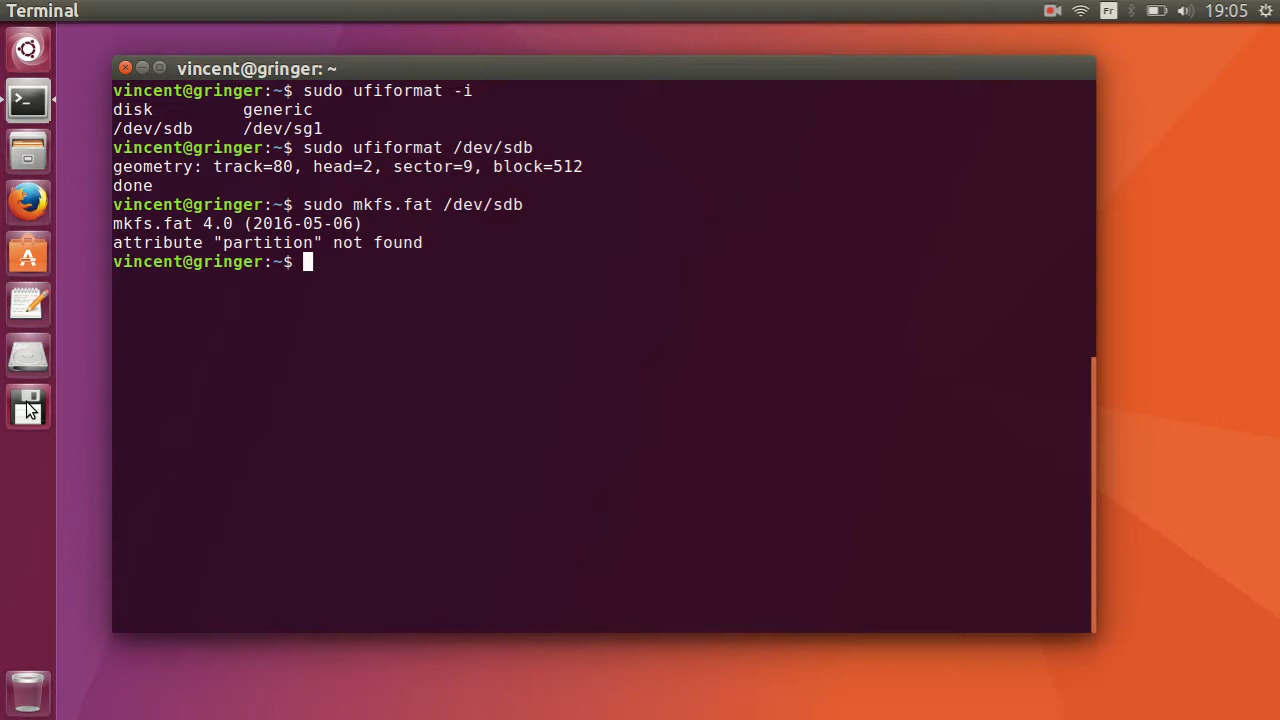 Terminal
Fr
19:05
vincent@gringer: ~
vincent@gringer:~$ sudo ufiformat -i
disk         generic
/dev/sdb     /dev/sg1
vincent@gringer:~$ sudo ufiformat /dev/sdb
geometry: track=80, head=2, sector=9, block=512
done
vincent@gringer:~$ sudo mkfs.fat /dev/sdb
mkfs.fat 4.0 (2016-05-06)
attribute "partition" not found
vincent@gringer:~$